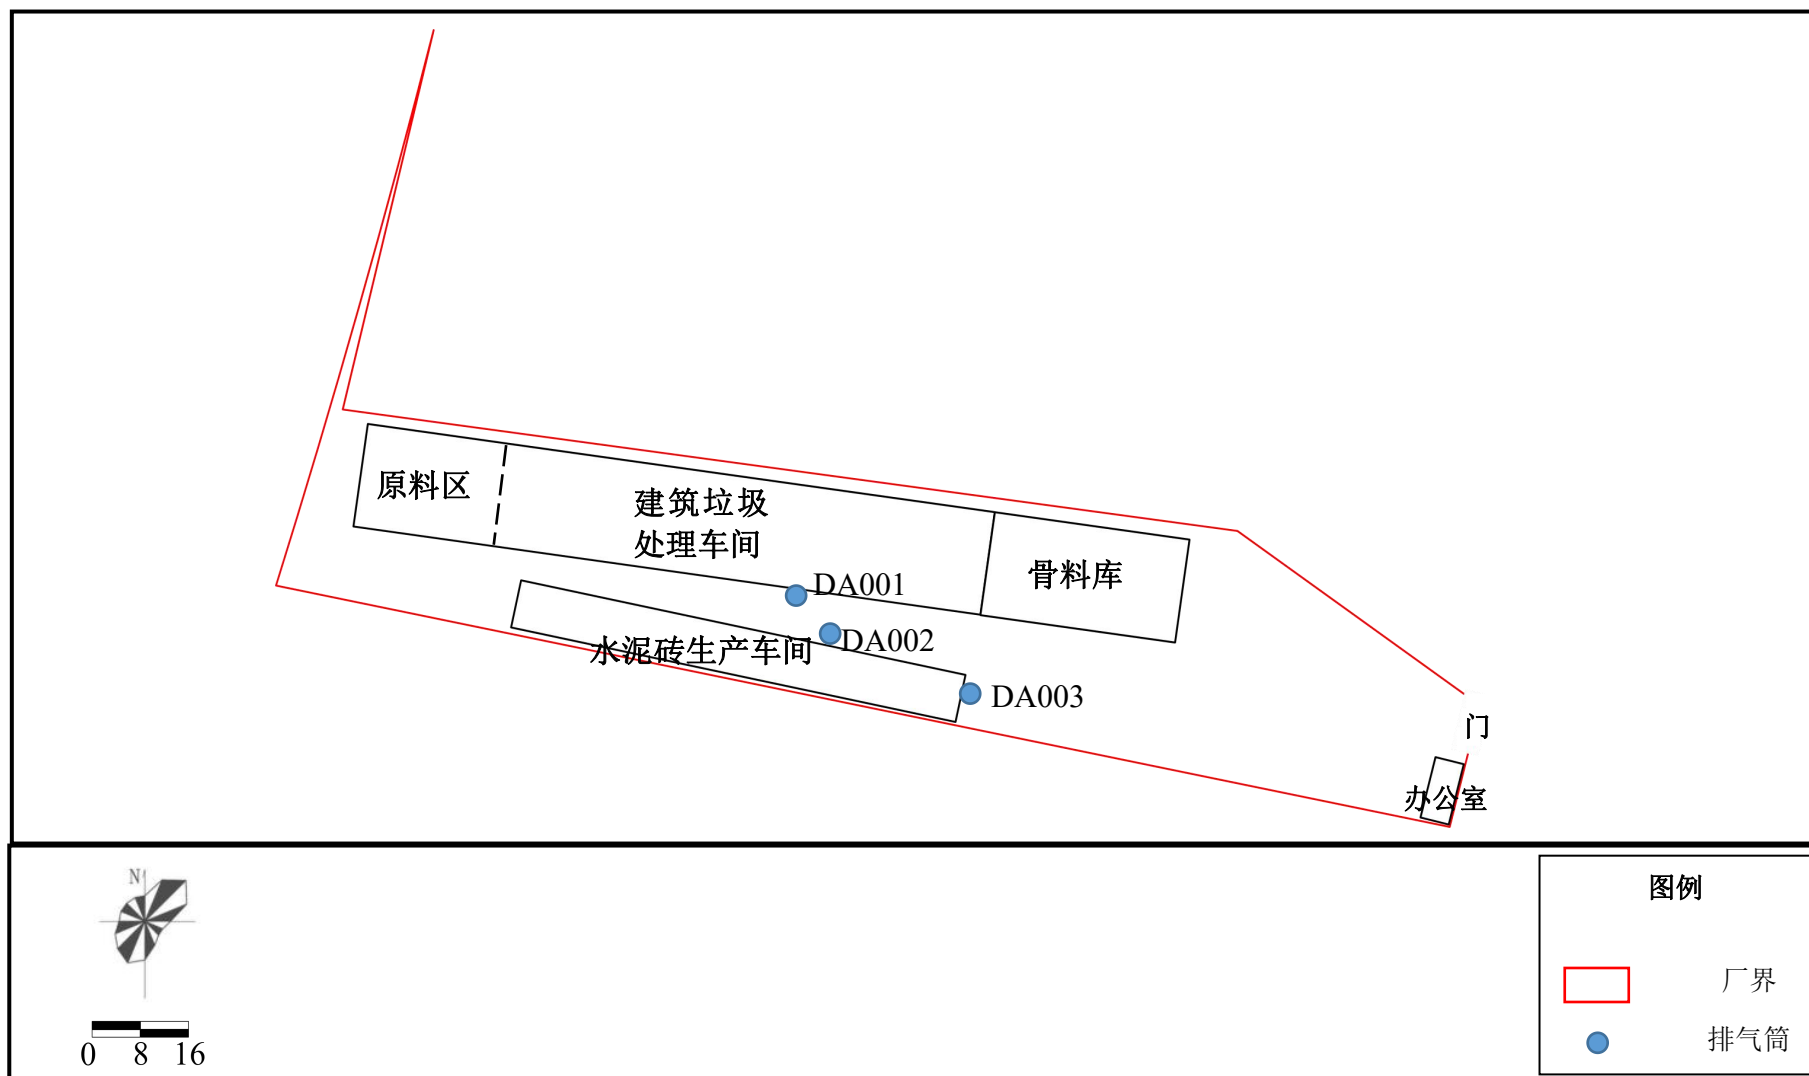 原料区
建筑垃圾
处理车间
骨料库
DA001
DA002
水泥砖生产车间
DA003
门
办公室
N
0 8 16
图例
厂界
排气筒